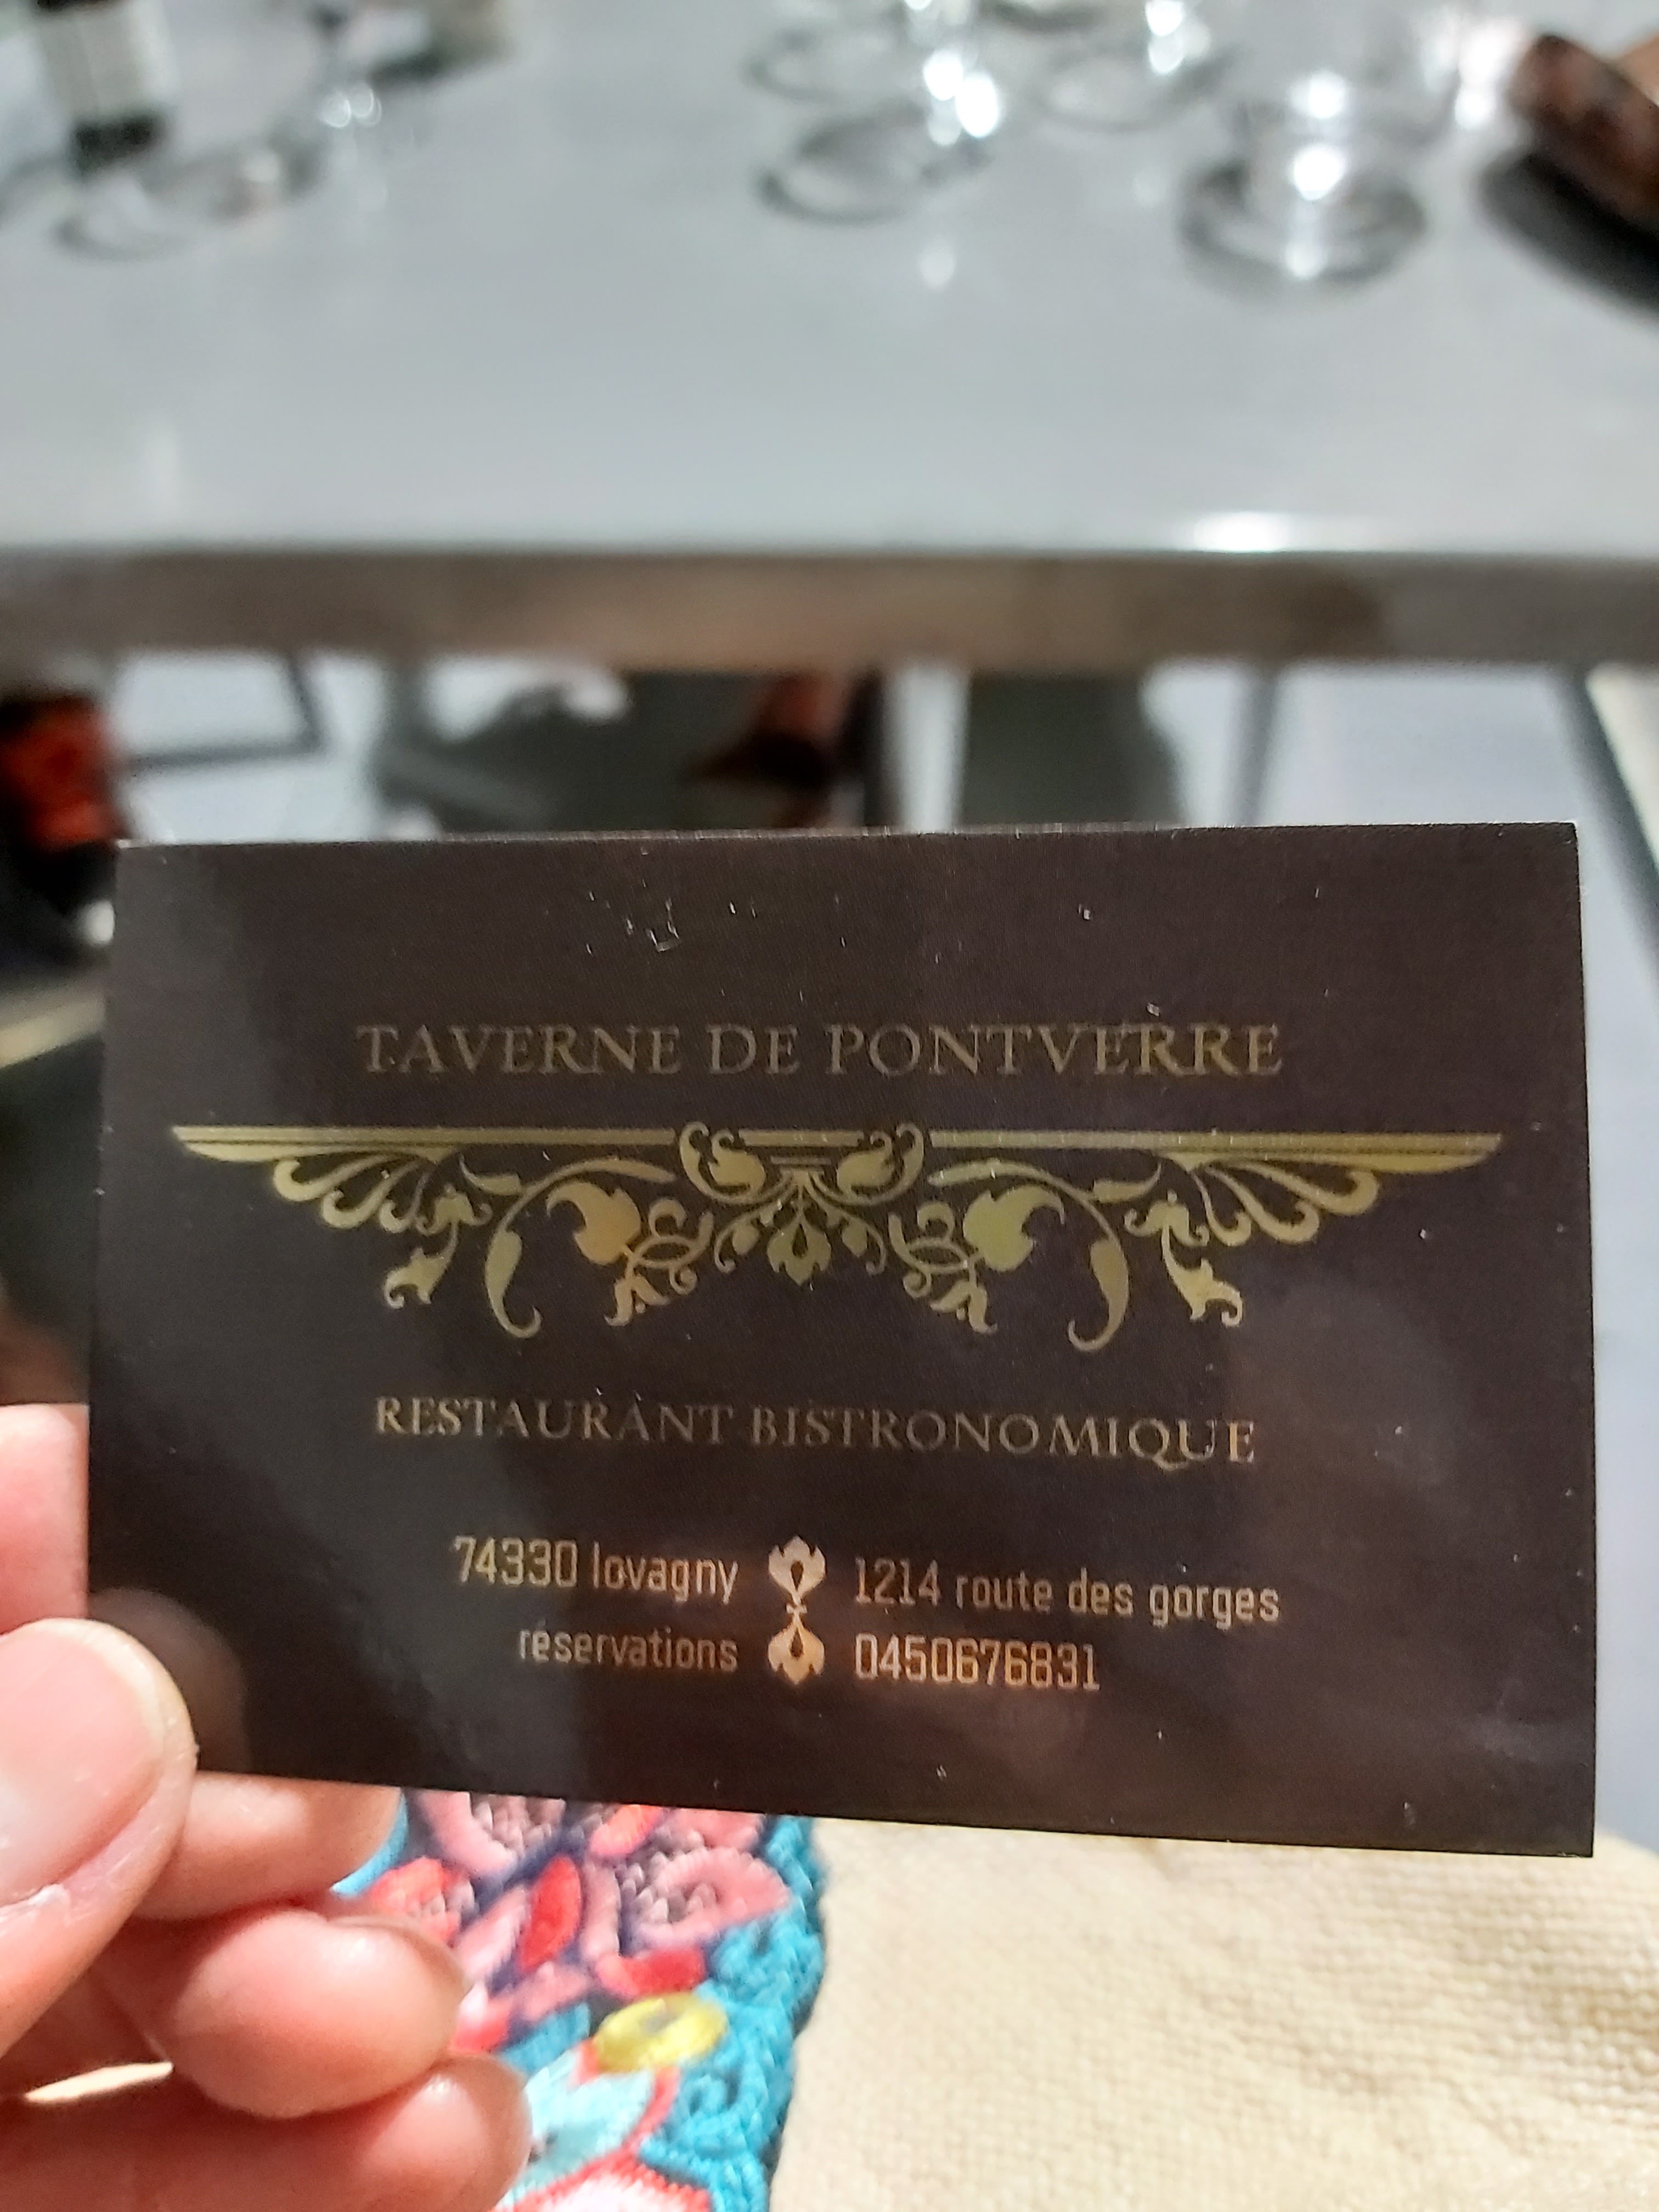 TAVERNE DE PONTVERRE
RESTAURANT BISTRONOMIQUE
74330 lovagny 1214 route des gorges
réservations 0450676831